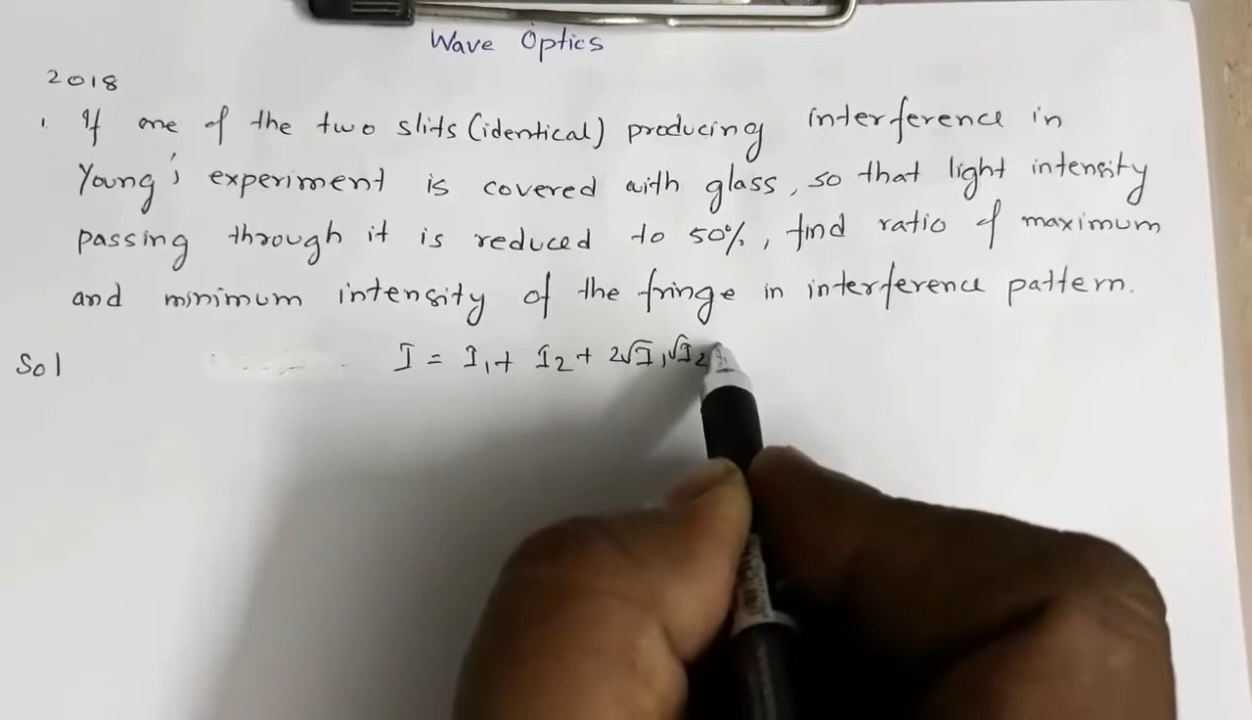 Wave Optics
2018
1. If one of the two slits (identical) producing interference in
Young's experiment is covered with glass, so that light intensity
passing through it is reduced to 50%, find ratio of maximum
and minimum intensity of the fringe in interference pattern.
Sol I = I₁ + I₂ + 2√I₁√I₂